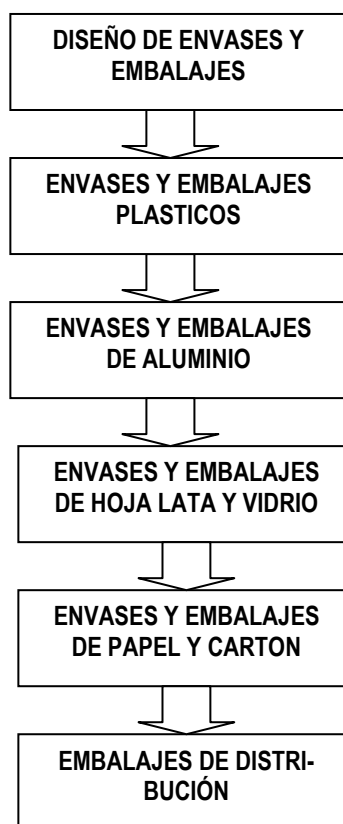 DISEÑO DE ENVASES Y
EMBALAJES
ENVASES Y EMBALAJES
PLASTICOS
ENVASES Y EMBALAJES
DE ALUMINIO
ENVASES Y EMBALAJES
DE HOJA LATA Y VIDRIO
ENVASES Y EMBALAJES
DE PAPEL Y CARTON
EMBALAJES DE DISTRI-
BUCIÓN